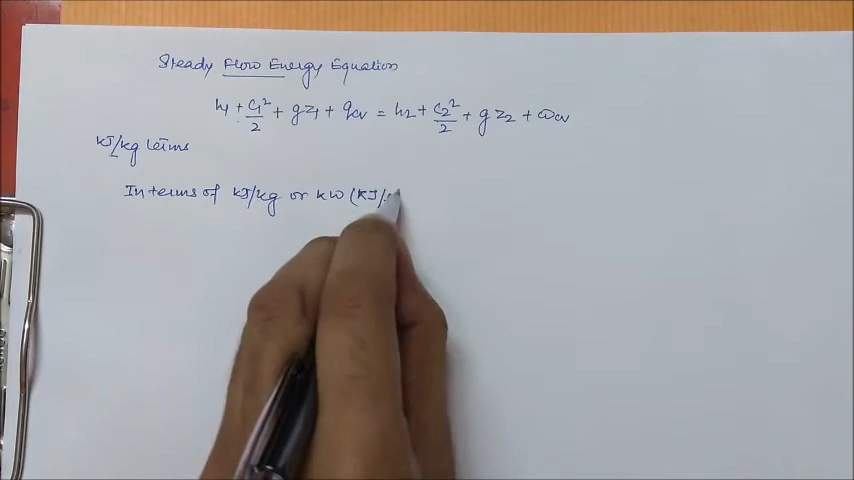 Steady Flow Energy Equation
h₁ + C₁²/2 + gz₁ + qcv = h₂ + C₂²/2 + gz₂ + ωcv
kJ/kg terms
In terms of kJ/kg or kW (kJ/s